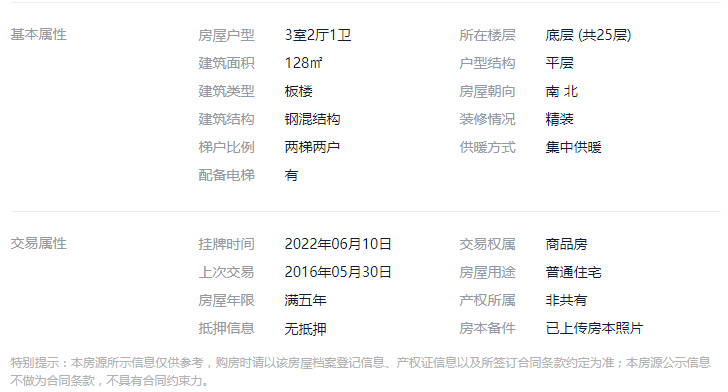 基本属性 房屋户型 3室2厅1卫 所在楼层 底层 (共25层)
建筑面积 128㎡ 户型结构 平层
建筑类型 板楼 房屋朝向 南 北
建筑结构 钢混结构 装修情况 精装
梯户比例 两梯两户 供暖方式 集中供暖
配备电梯 有
交易属性 挂牌时间 2022年06月10日 交易权属 商品房
上次交易 2016年05月30日 房屋用途 普通住宅
房屋年限 满五年 产权所属 非共有
抵押信息 无抵押 房本备件 已上传房本照片
特别提示：本房源所示信息仅供参考，购房时请以该房屋档案登记信息、产权证信息以及所签订合同条款约定为准；本房源公示信息
不做为合同条款，不具有合同约束力。